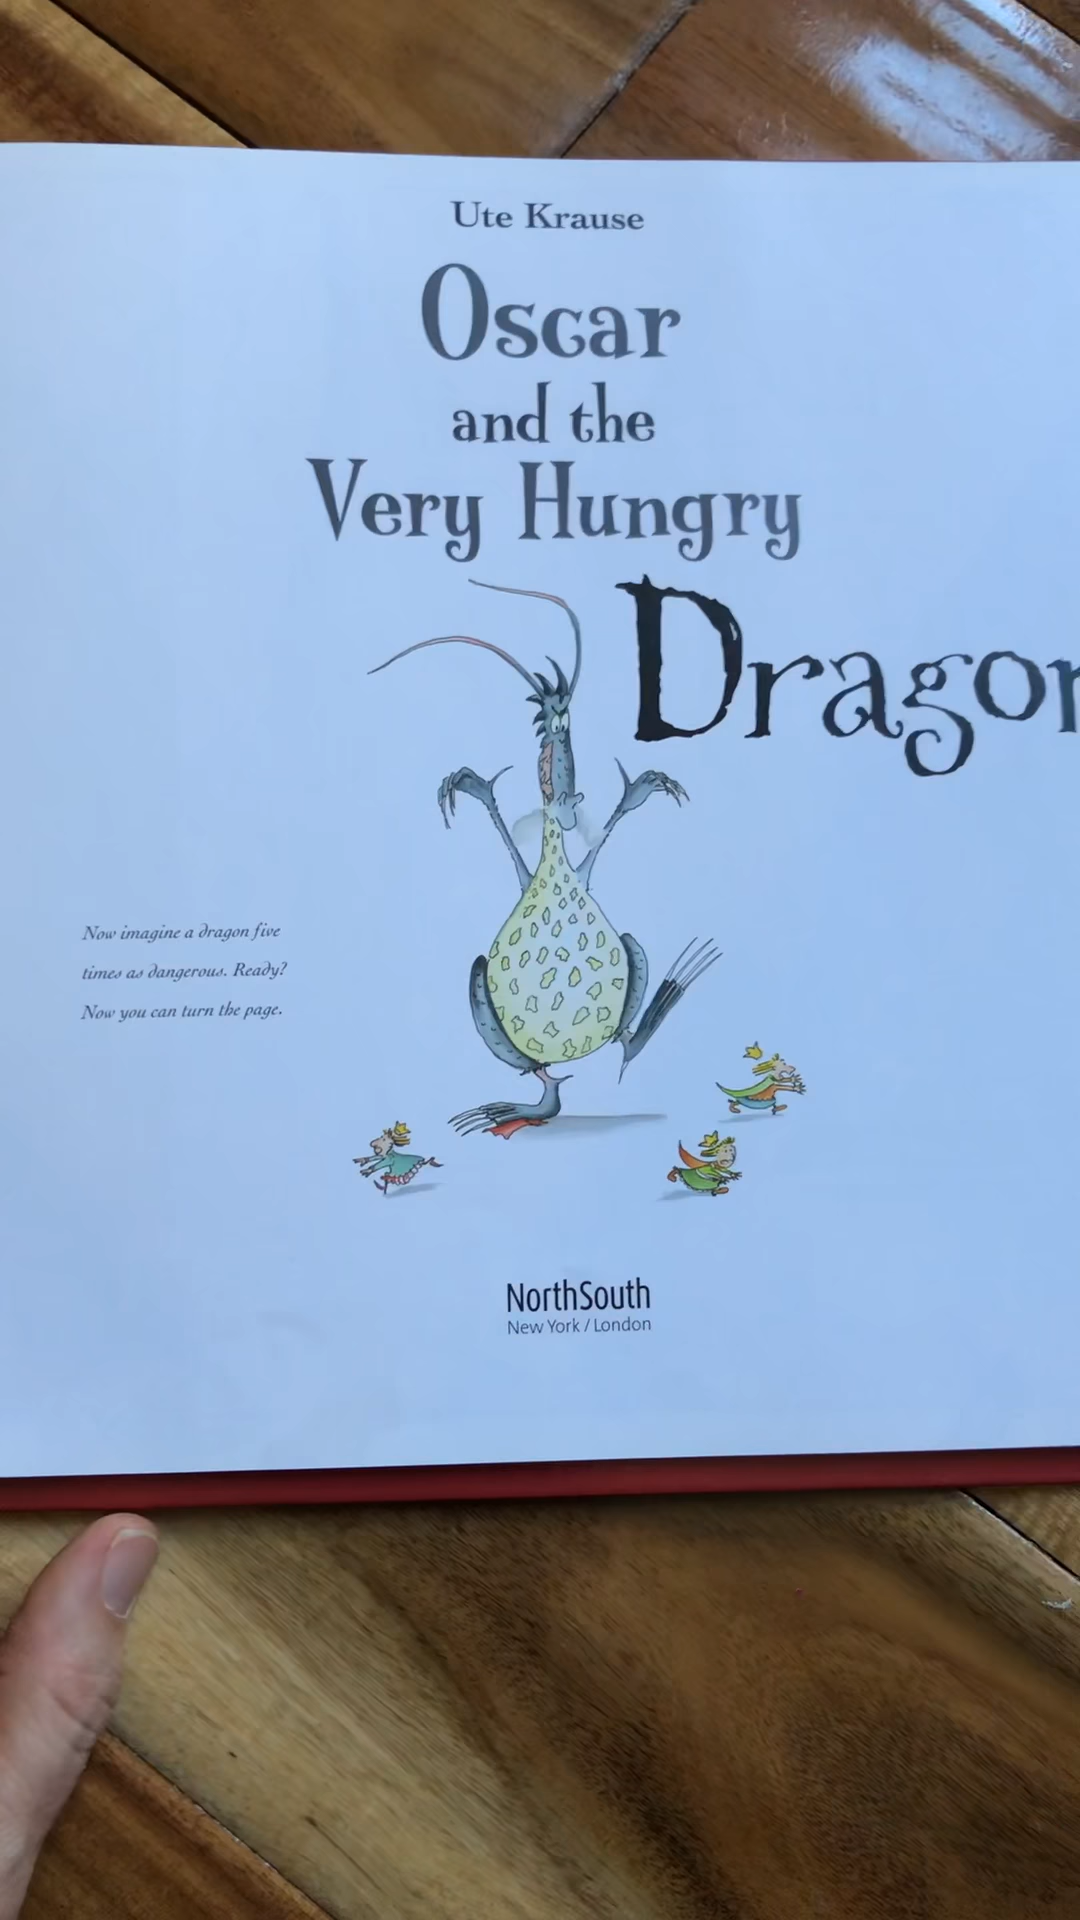 Ute Krause
Oscar
and the
Very Hungry
Dragon
Now imagine a dragon five
times as dangerous. Ready?
Now you can turn the page.
NorthSouth
New York / London